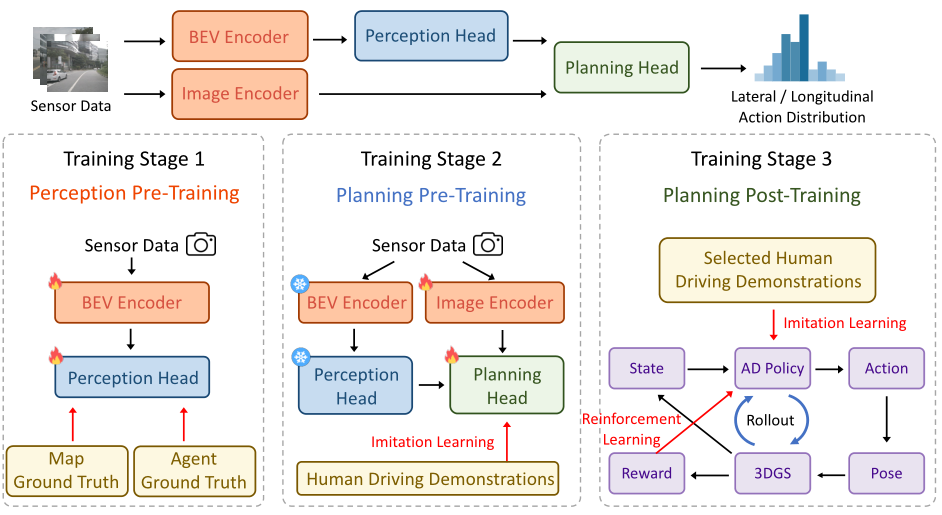 BEV Encoder
Perception Head
Planning Head
Image Encoder
Sensor Data
Lateral / Longitudinal
Action Distribution
Training Stage 1
Perception Pre-Training
Sensor Data
BEV Encoder
Perception Head
Map
Ground Truth
Agent
Ground Truth
Training Stage 2
Planning Pre-Training
Sensor Data
BEV Encoder
Image Encoder
Perception
Head
Planning
Head
Imitation Learning
Human Driving Demonstrations
Training Stage 3
Planning Post-Training
Selected Human
Driving Demonstrations
Imitation Learning
State
AD Policy
Action
Reinforcement
Learning
Rollout
Reward
3DGS
Pose